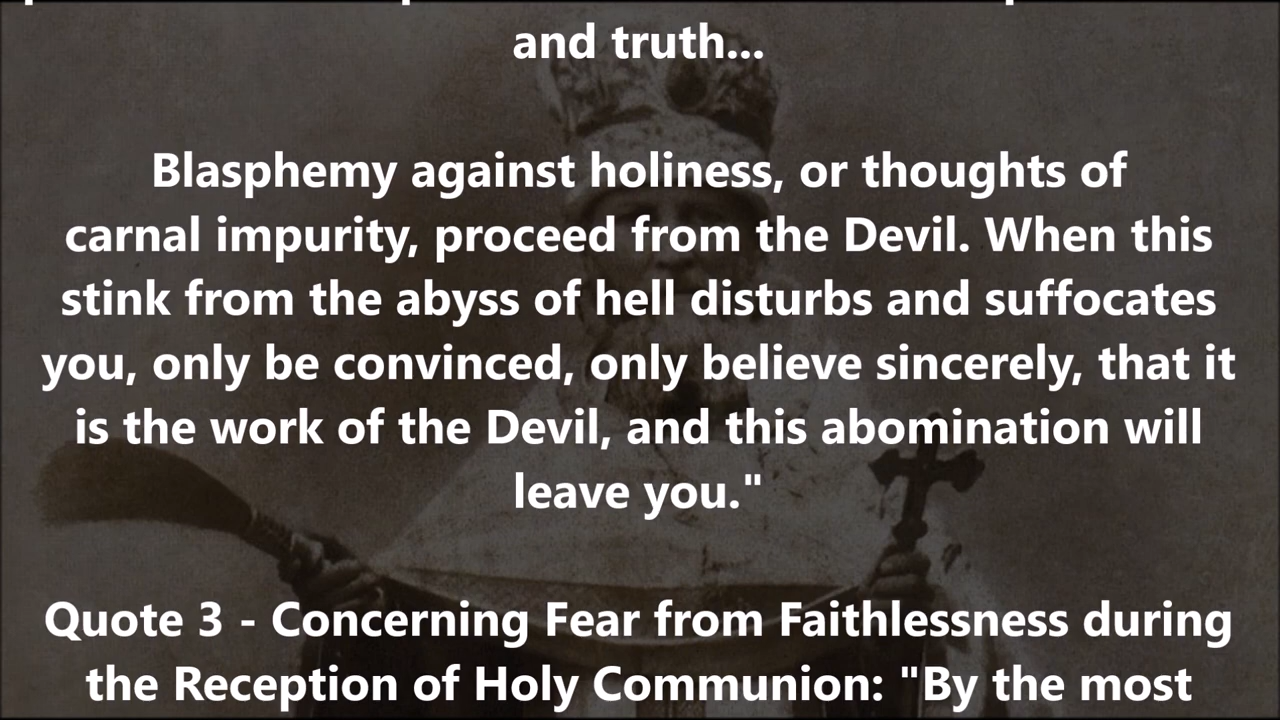 and truth...
Blasphemy against holiness, or thoughts of
carnal impurity, proceed from the Devil. When this
stink from the abyss of hell disturbs and suffocates
you, only be convinced, only believe sincerely, that it
is the work of the Devil, and this abomination will
leave you."
Quote 3 - Concerning Fear from Faithlessness during
the Reception of Holy Communion: "By the most